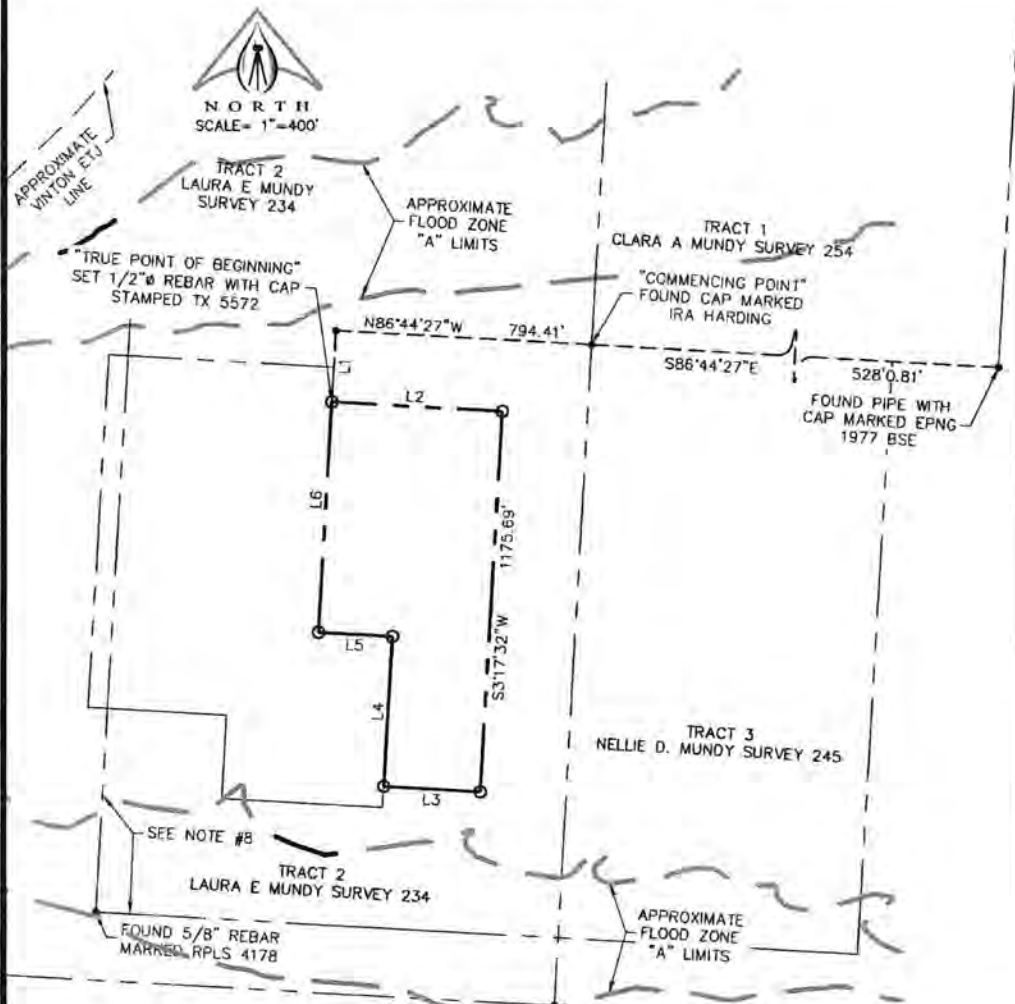 NORTH
SCALE= 1"=400'
APPROXIMATE
VINTON ETJ
LINE
TRACT 2
LAURA E MUNDY
SURVEY 234
APPROXIMATE
FLOOD ZONE
"A" LIMITS
TRACT 1
CLARA A MUNDY SURVEY 254
"TRUE POINT OF BEGINNING"
SET 1/2"ø REBAR WITH CAP
STAMPED TX 5572
"COMMENCING POINT"
FOUND CAP MARKED
IRA HARDING
N86°44'27"W 794.41'
S86°44'27"E
528'0.81'
FOUND PIPE WITH
CAP MARKED EPNG
1977 BSE
L1
L2
L6
1175.69'
S3°17'32"W
L5
L4
L3
TRACT 3
NELLIE D. MUNDY SURVEY 245
SEE NOTE #8
TRACT 2
LAURA E MUNDY SURVEY 234
FOUND 5/8" REBAR
MARKED RPLS 4178
APPROXIMATE
FLOOD ZONE
"A" LIMITS